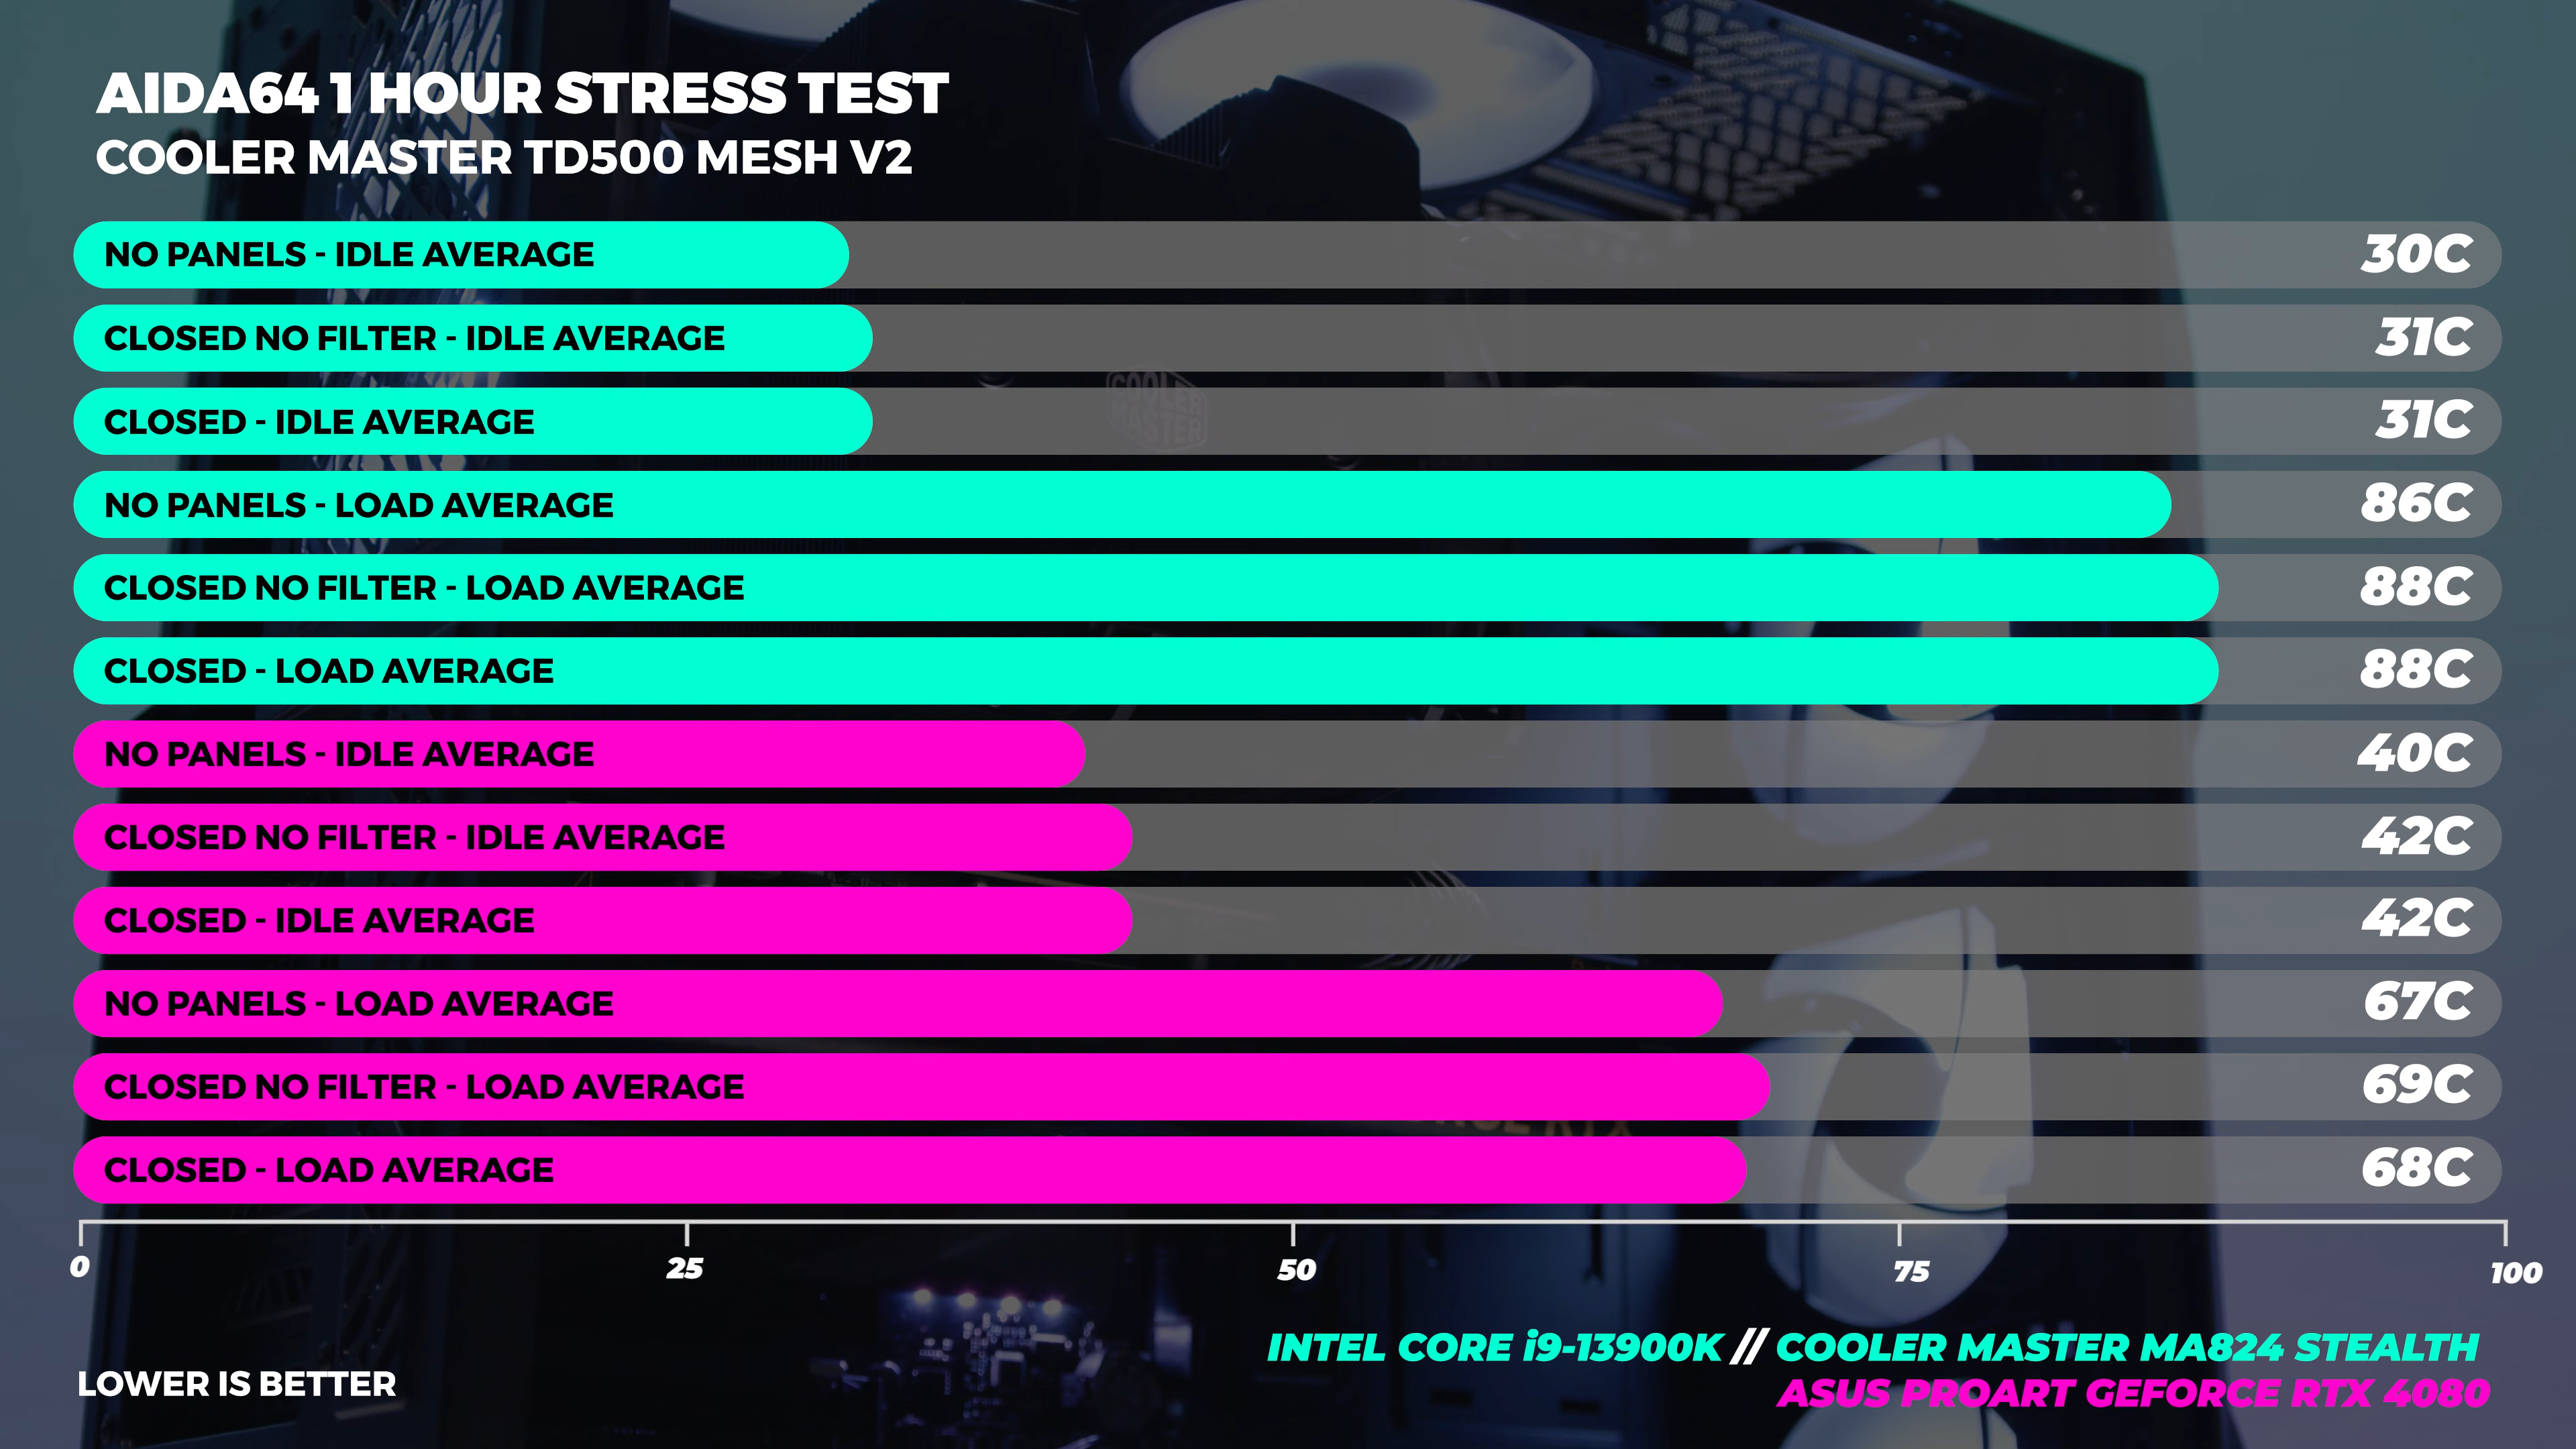 AIDA64 1 HOUR STRESS TEST
COOLER MASTER TD500 MESH V2
NO PANELS - IDLE AVERAGE 30C
CLOSED NO FILTER - IDLE AVERAGE 31C
CLOSED - IDLE AVERAGE 31C
NO PANELS - LOAD AVERAGE 86C
CLOSED NO FILTER - LOAD AVERAGE 88C
CLOSED - LOAD AVERAGE 88C
NO PANELS - IDLE AVERAGE 40C
CLOSED NO FILTER - IDLE AVERAGE 42C
CLOSED - IDLE AVERAGE 42C
NO PANELS - LOAD AVERAGE 67C
CLOSED NO FILTER - LOAD AVERAGE 69C
CLOSED - LOAD AVERAGE 68C
0 25 50 75 100
INTEL CORE i9-13900K // COOLER MASTER MA824 STEALTH
ASUS PROART GEFORCE RTX 4080
LOWER IS BETTER
COOLER
MASTER